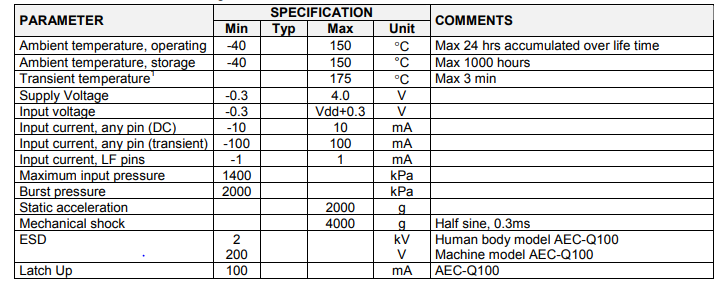 PARAMETER SPECIFICATION COMMENTS
Min Typ Max Unit
Ambient temperature, operating -40 150 °C Max 24 hrs accumulated over life time
Ambient temperature, storage -40 150 °C Max 1000 hours
Transient temperature¹ 175 °C Max 3 min
Supply Voltage -0.3 4.0 V
Input voltage -0.3 Vdd+0.3 V
Input current, any pin (DC) -10 10 mA
Input current, any pin (transient) -100 100 mA
Input current, LF pins -1 1 mA
Maximum input pressure 1400 kPa
Burst pressure 2000 kPa
Static acceleration 2000 g
Mechanical shock 4000 g Half sine, 0.3ms
ESD 2 kV Human body model AEC-Q100
200 V Machine model AEC-Q100
Latch Up 100 mA AEC-Q100